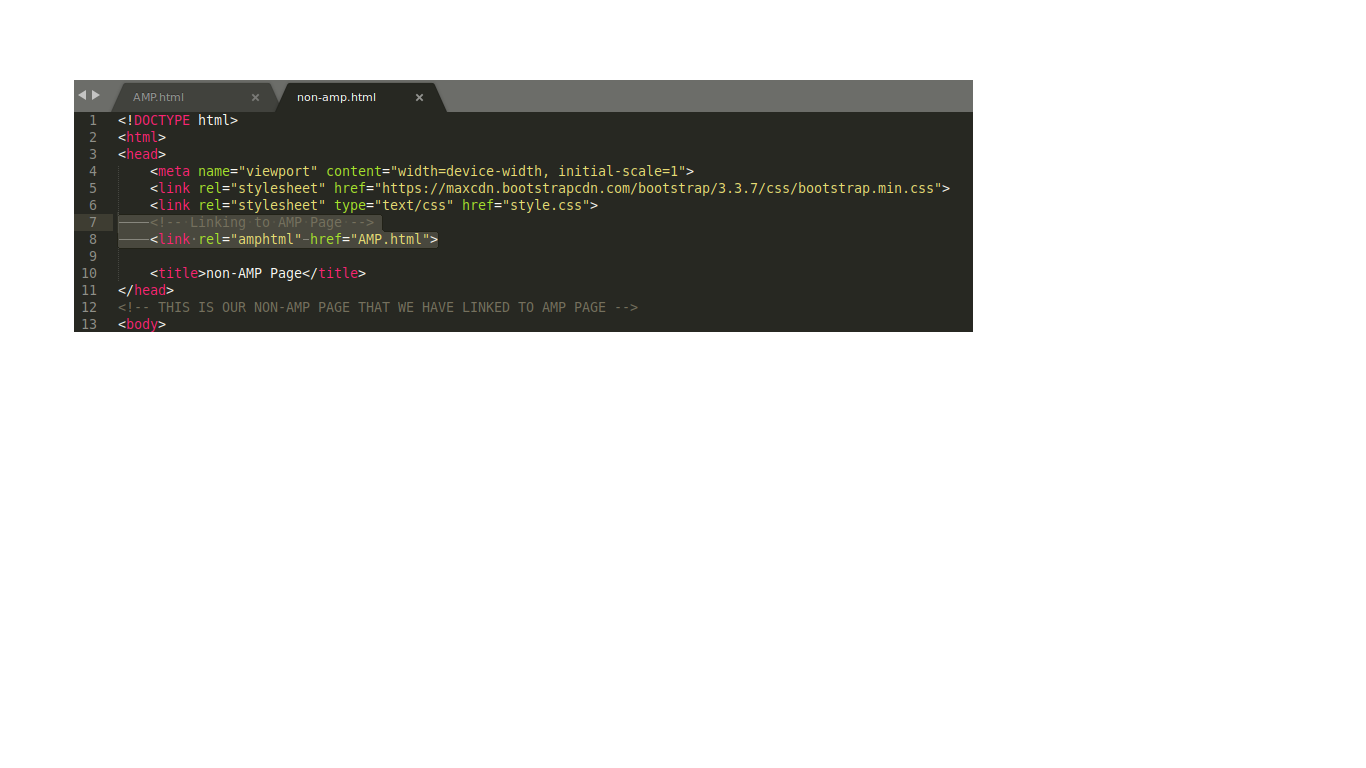 AMP.html × non-amp.html ×
1 <!DOCTYPE html>
2 <html>
3 <head>
4 <meta name="viewport" content="width=device-width, initial-scale=1">
5 <link rel="stylesheet" href="https://maxcdn.bootstrapcdn.com/bootstrap/3.3.7/css/bootstrap.min.css">
6 <link rel="stylesheet" type="text/css" href="style.css">
7 <!-- Linking to AMP Page -->
8 <link rel="amphtml" href="AMP.html">
9
10 <title>non-AMP Page</title>
11 </head>
12 <!-- THIS IS OUR NON-AMP PAGE THAT WE HAVE LINKED TO AMP PAGE -->
13 <body>